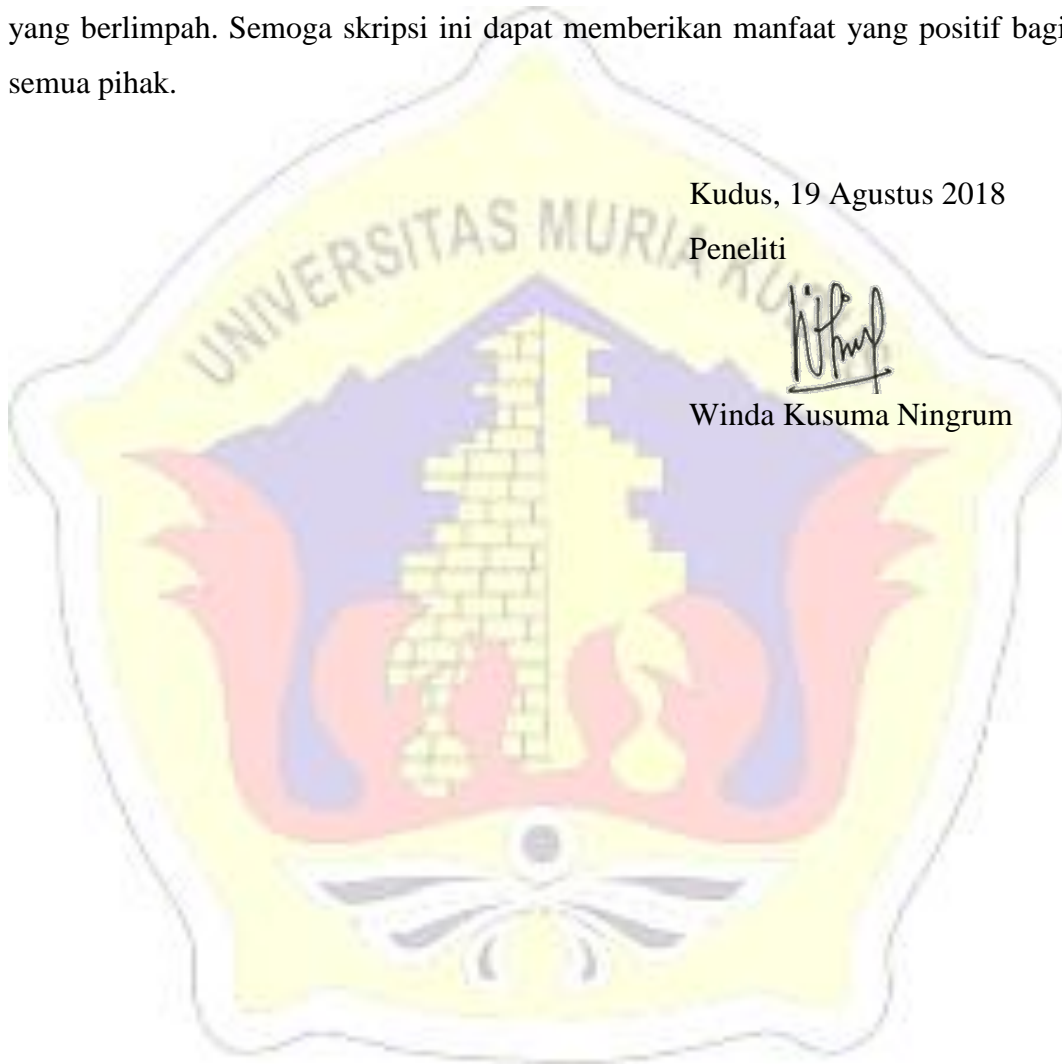 yang berlimpah. Semoga skripsi ini dapat memberikan manfaat yang positif bagi
semua pihak.
Kudus, 19 Agustus 2018
UNIVERSITAS MURIA KUDUS
Peneliti
Winda Kusuma Ningrum